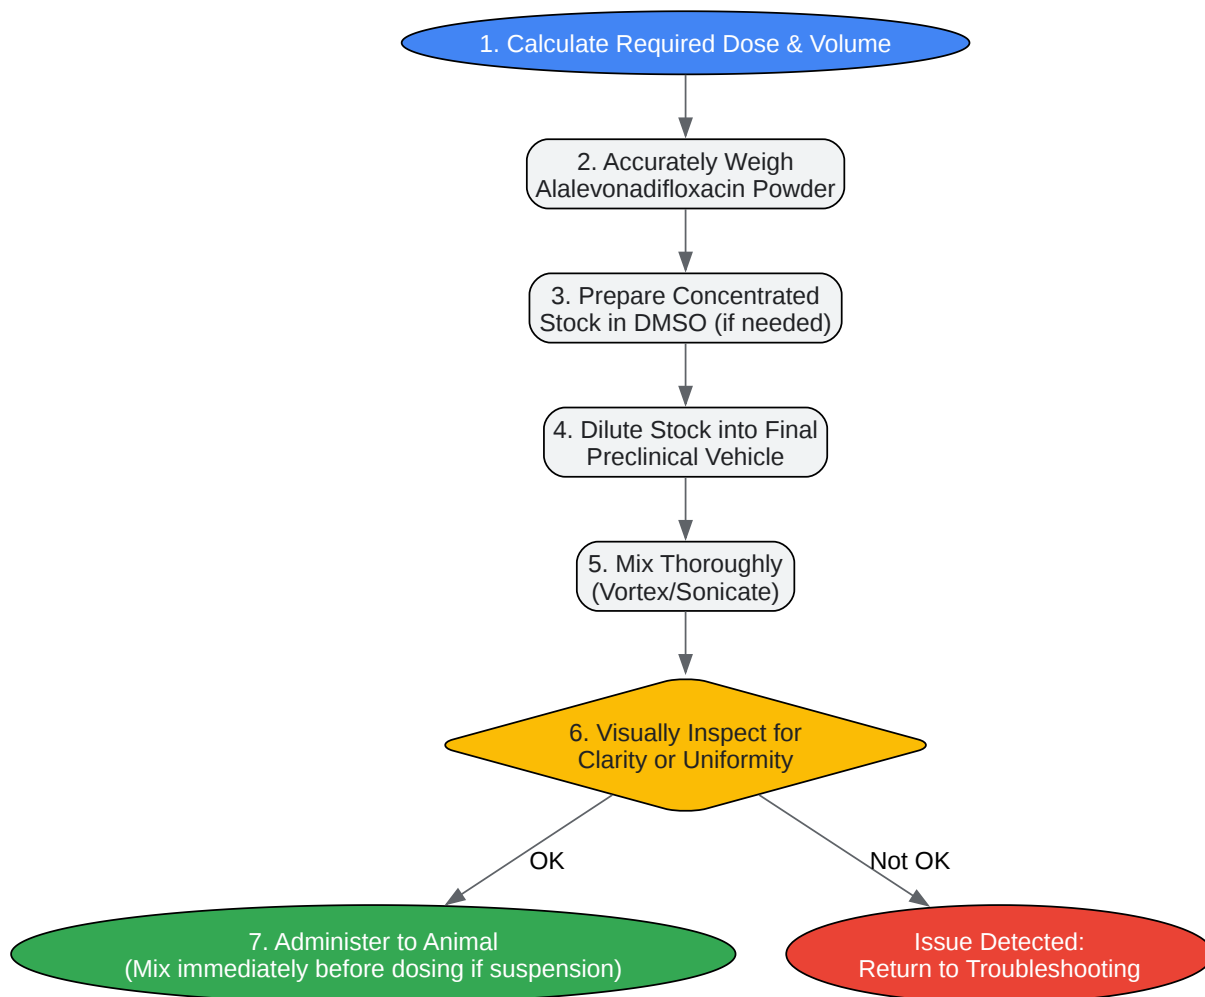 1. Calculate Required Dose & Volume
2. Accurately Weigh
Alalevonadifloxacin Powder
3. Prepare Concentrated
Stock in DMSO (if needed)
4. Dilute Stock into Final
Preclinical Vehicle
5. Mix Thoroughly
(Vortex/Sonicate)
6. Visually Inspect for
Clarity or Uniformity
OK
Not OK
7. Administer to Animal
(Mix immediately before dosing if suspension)
Issue Detected:
Return to Troubleshooting